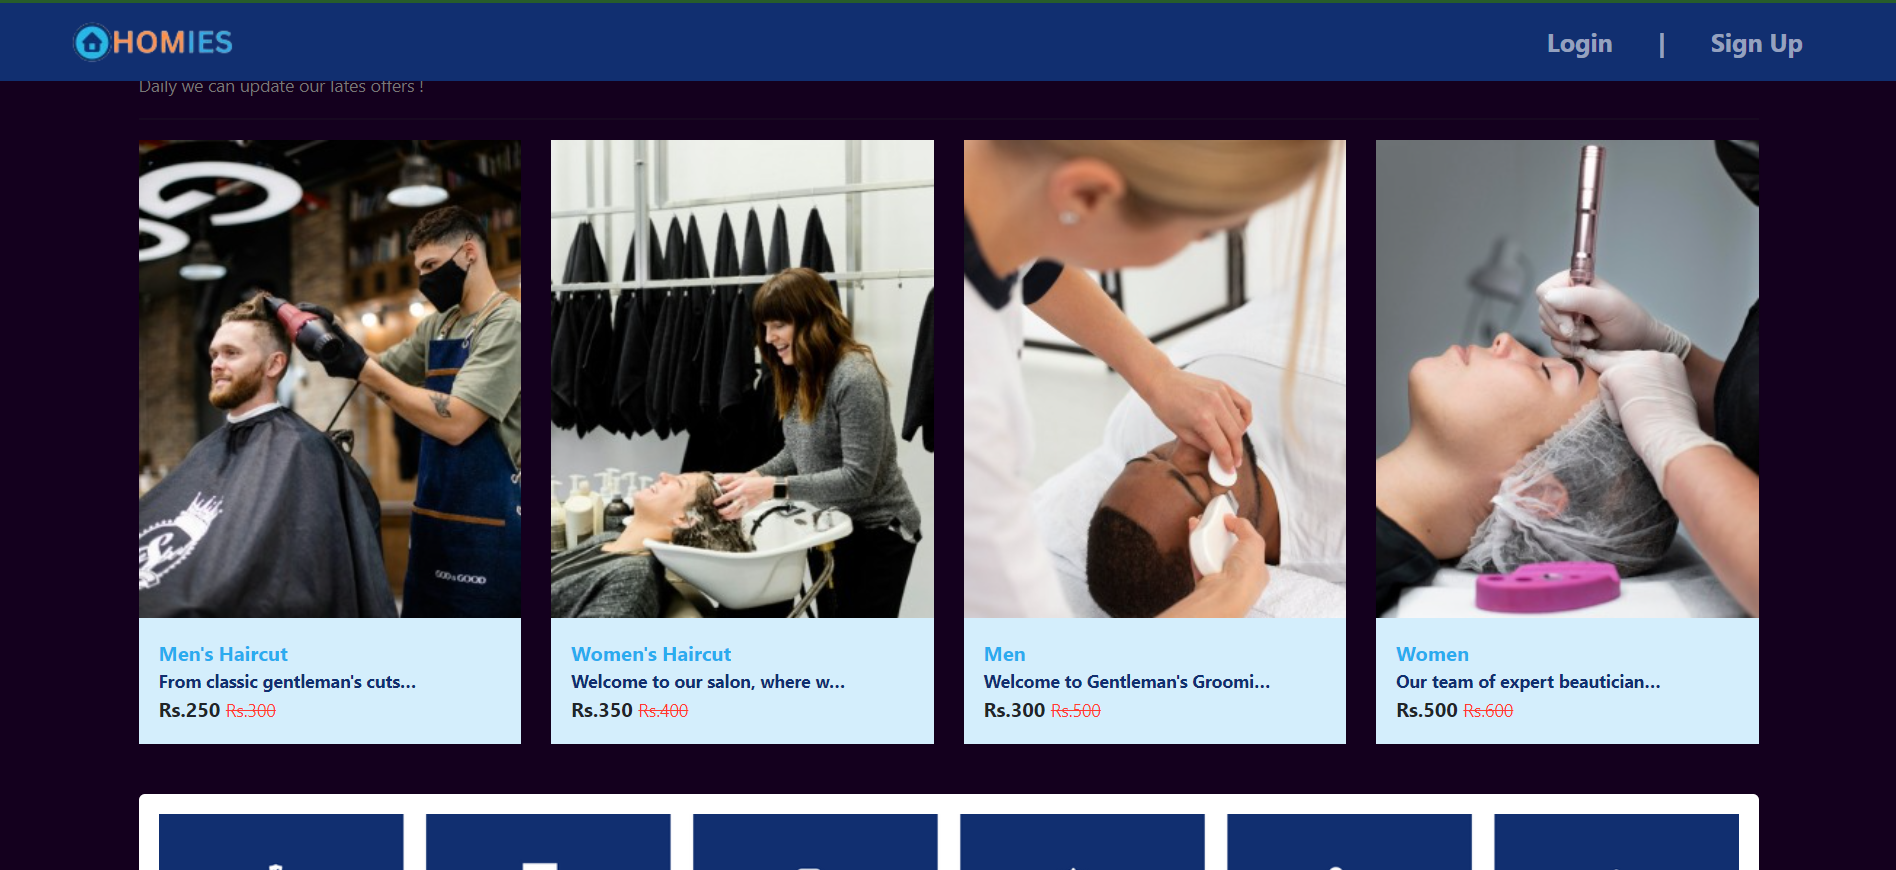 HOMIES
Login | Sign Up
Daily we can update our lates offers !
GOD & GOOD
Men's Haircut
From classic gentleman's cuts...
Rs.250 Rs.300
Women's Haircut
Welcome to our salon, where w...
Rs.350 Rs.400
Men
Welcome to Gentleman's Groomi...
Rs.300 Rs.500
Women
Our team of expert beautician...
Rs.500 Rs.600